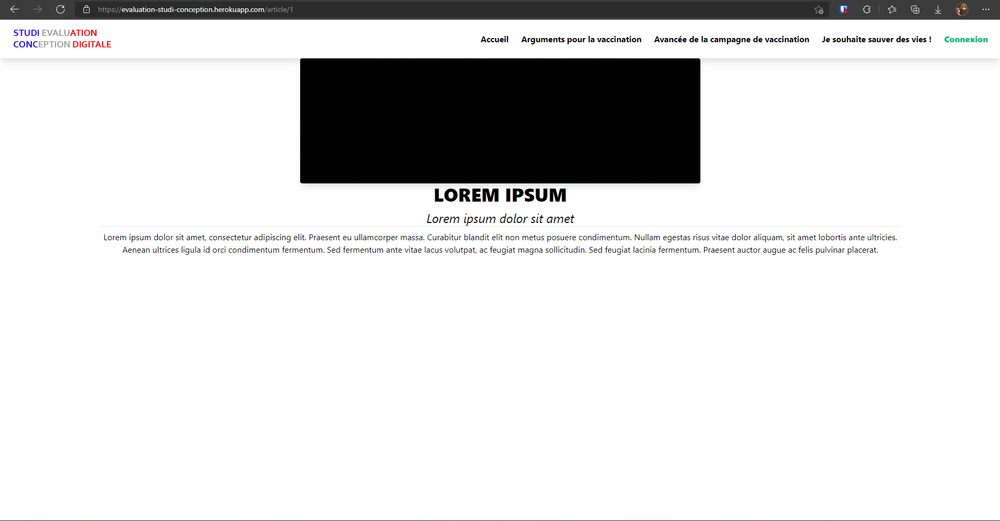 https://evaluation-studi-conception.herokuapp.com/article/1
STUDI EVALUATION
CONCEPTION DIGITALE
Accueil Arguments pour la vaccination Avancée de la campagne de vaccination Je souhaite sauver des vies ! Connexion
LOREM IPSUM
Lorem ipsum dolor sit amet
Lorem ipsum dolor sit amet, consectetur adipiscing elit. Praesent eu ullamcorper massa. Curabitur blandit elit non metus posuere condimentum. Nullam egestas risus vitae dolor aliquam, sit amet lobortis ante ultricies.
Aenean ultrices ligula id orci condimentum fermentum. Sed fermentum ante vitae lacus volutpat, ac feugiat magna sollicitudin. Sed feugiat lacinia fermentum. Praesent auctor augue ac felis pulvinar placerat.